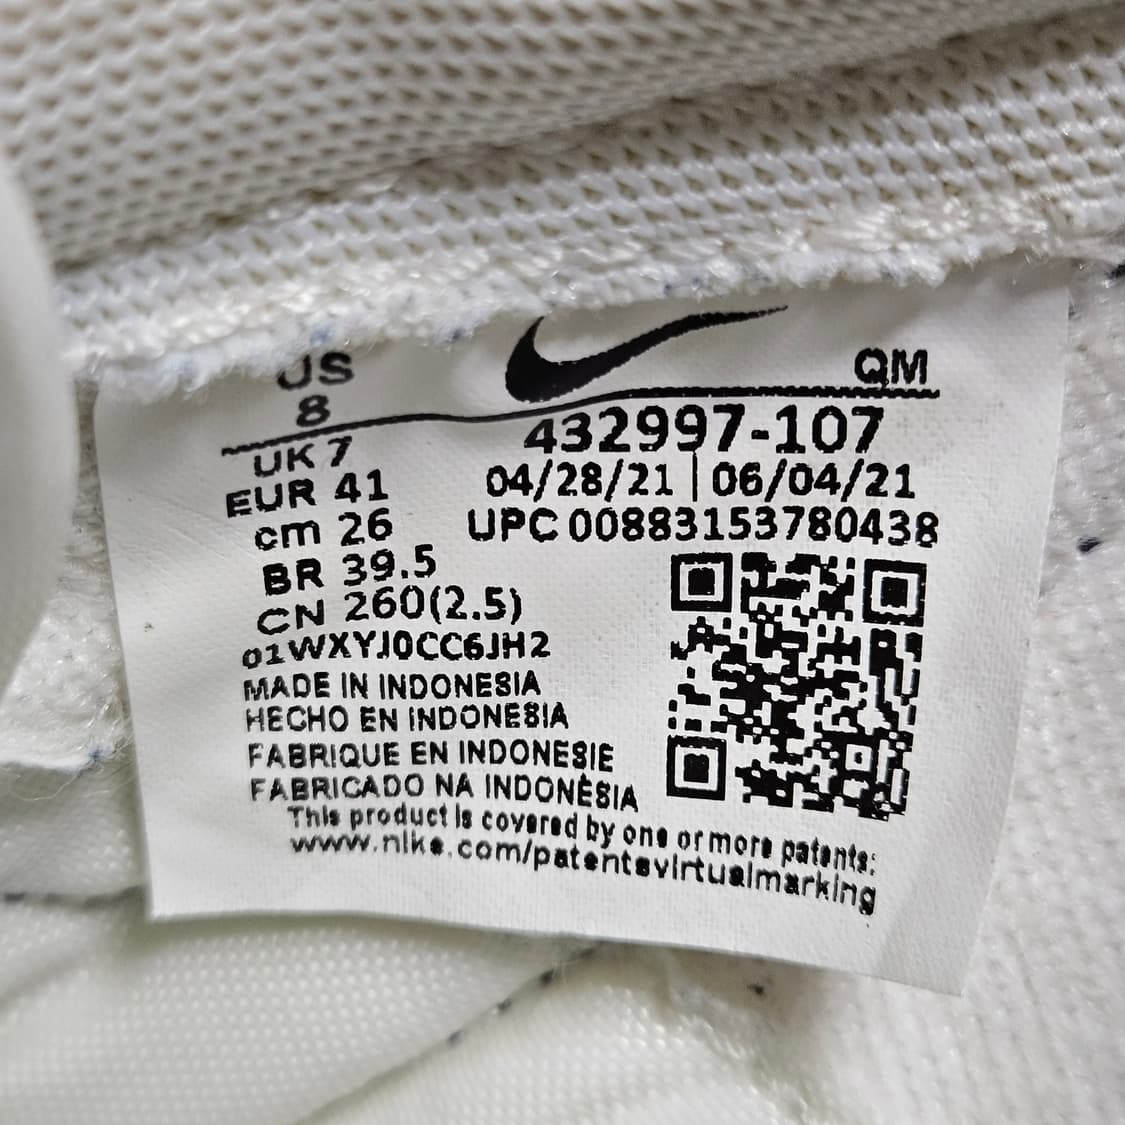 US
8
QM
UK 7
EUR 41
cm 26
BR 39.5
CN 260(2.5)
432997-107
04/28/21 | 06/04/21
UPC 00883153780438
01WXYJ0CC6JH2
MADE IN INDONESIA
HECHO EN INDONESIA
FABRIQUE EN INDONESIE
FABRICADO NA INDONÉSIA
This product is covered by one or more patents:
www.nike.com/patentsvirtualmarking